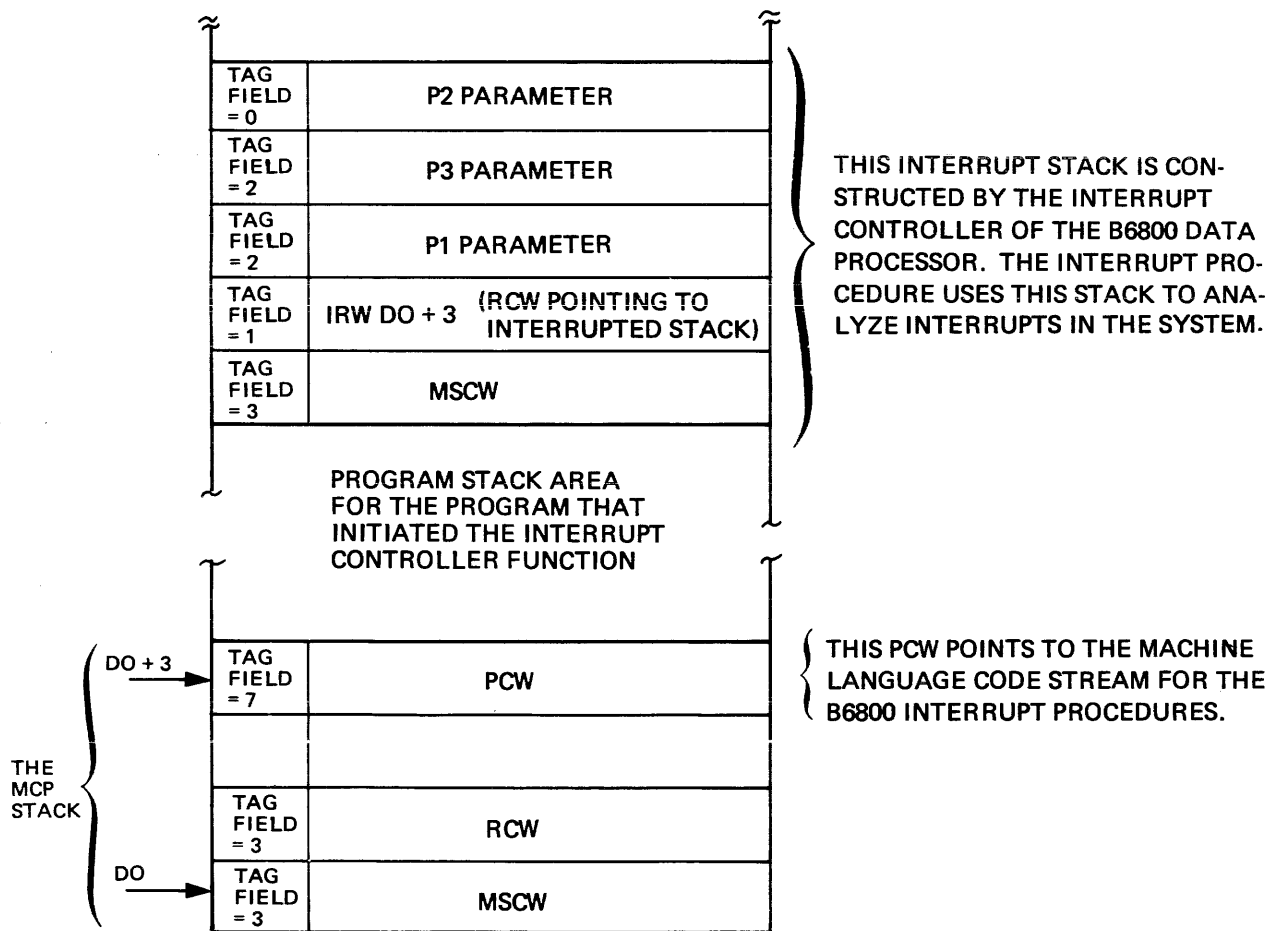 TAG
FIELD
= 0
P2 PARAMETER
TAG
FIELD
= 2
P3 PARAMETER
TAG
FIELD
= 2
P1 PARAMETER
TAG
FIELD
= 1
IRW DO + 3 (RCW POINTING TO
INTERRUPTED STACK)
TAG
FIELD
= 3
MSCW
THIS INTERRUPT STACK IS CON-
STRUCTED BY THE INTERRUPT
CONTROLLER OF THE B6800 DATA
PROCESSOR. THE INTERRUPT PRO-
CEDURE USES THIS STACK TO ANA-
LYZE INTERRUPTS IN THE SYSTEM.
PROGRAM STACK AREA
FOR THE PROGRAM THAT
INITIATED THE INTERRUPT
CONTROLLER FUNCTION
THE
MCP
STACK
DO + 3
TAG
FIELD
= 7
PCW
THIS PCW POINTS TO THE MACHINE
LANGUAGE CODE STREAM FOR THE
B6800 INTERRUPT PROCEDURES.
TAG
FIELD
= 3
RCW
DO
TAG
FIELD
= 3
MSCW